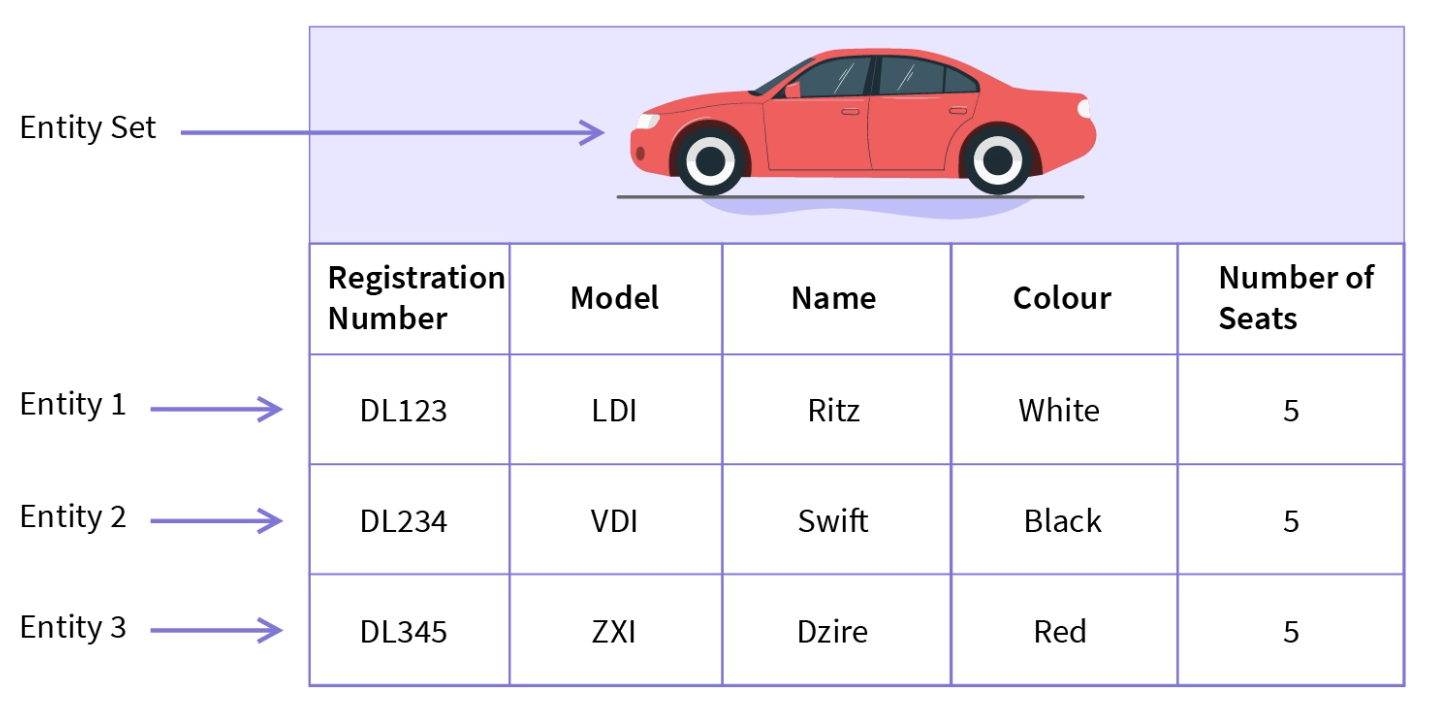 Entity Set
Registration Number Model Name Colour Number of Seats
Entity 1 DL123 LDI Ritz White 5
Entity 2 DL234 VDI Swift Black 5
Entity 3 DL345 ZXI Dzire Red 5